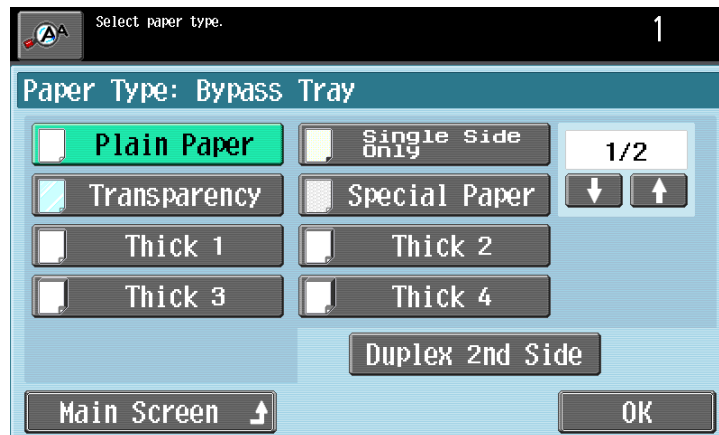 AA
Select paper type.
1
Paper Type: Bypass Tray
Plain Paper
Single Side
Only
1/2
Transparency
Special Paper
Thick 1
Thick 2
Thick 3
Thick 4
Duplex 2nd Side
Main Screen
OK